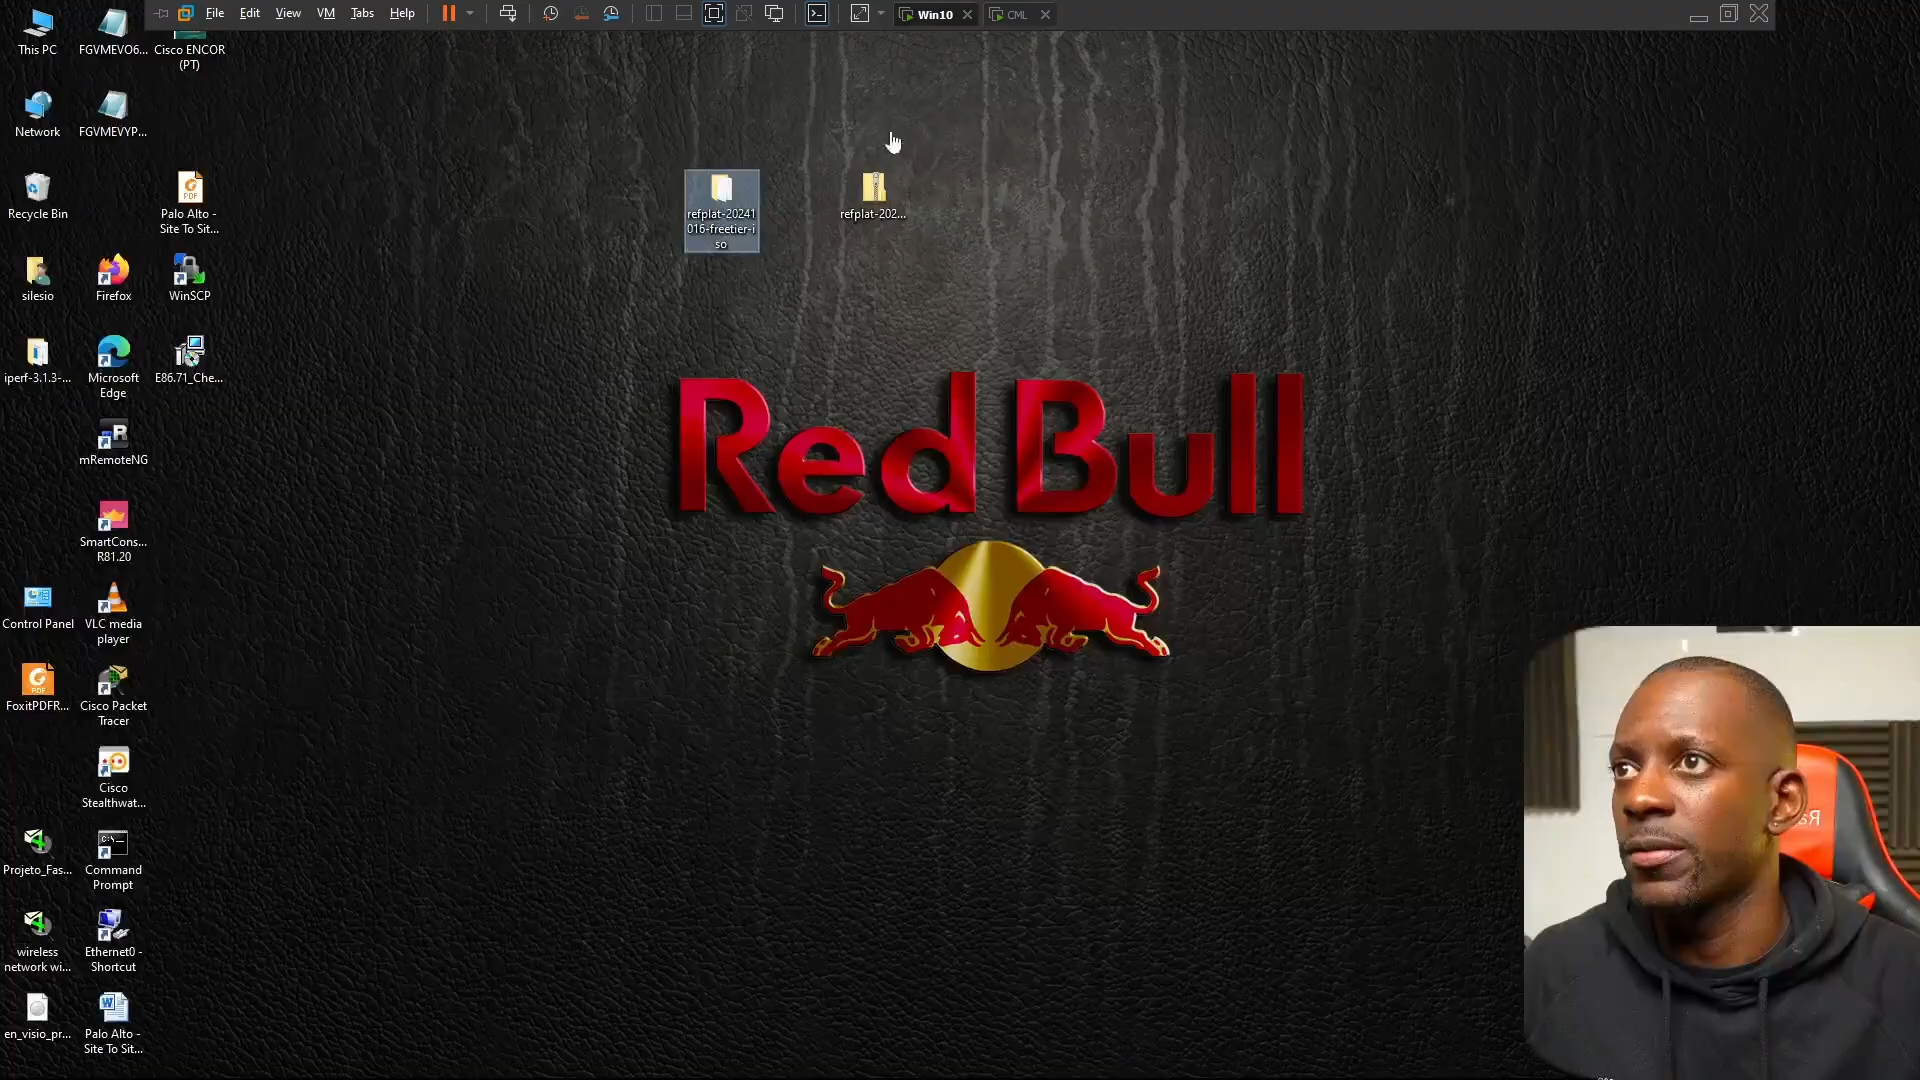 File Edit View VM Tabs Help
Win10
CML
This PC
FGVMEVO6...
Cisco ENCOR
(PT)
Network
FGVMEVYP...
Recycle Bin
Palo Alto -
Site To Sit...
refplat-20241
016-freetier-i
so
refplat-202...
silesio
Firefox
WinSCP
iperf-3.1.3-...
Microsoft
Edge
E86.71_Che...
mRemoteNG
SmartCons...
R81.20
Control Panel
VLC media
player
FoxitPDFR...
Cisco Packet
Tracer
Cisco
Stealthwat...
Projeto_Fas...
Command
Prompt
wireless
network wi...
Ethernet0 -
Shortcut
en_visio_pr...
Palo Alto -
Site To Sit...
Red Bull